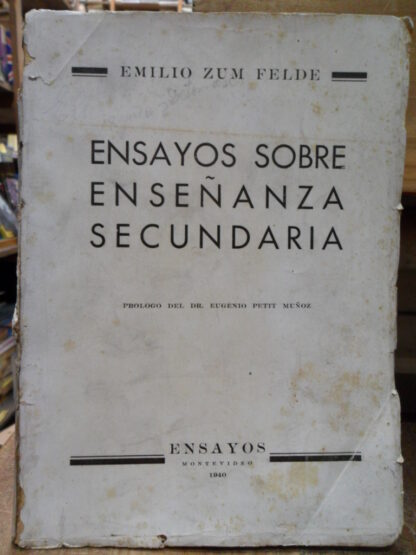 EMILIO ZUM FELDE
ENSAYOS SOBRE
ENSEÑANZA
SECUNDARIA
PROLOGO DEL DR. EUGENIO PETIT MUÑOZ
ENSAYOS
MONTEVIDEO
1940